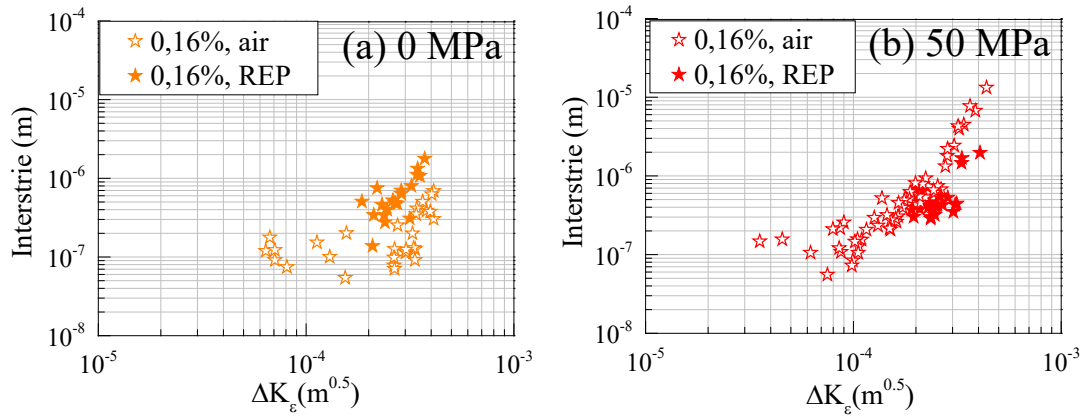 (a) 0 MPa
0,16%, air
0,16%, REP
10^-4
10^-5
10^-6
10^-7
10^-8
Interstrie (m)
10^-5
10^-4
10^-3
ΔK_ε(m^0.5)
(b) 50 MPa
0,16%, air
0,16%, REP
10^-4
10^-5
10^-6
10^-7
10^-8
Interstrie (m)
10^-5
10^-4
10^-3
ΔK_ε(m^0.5)